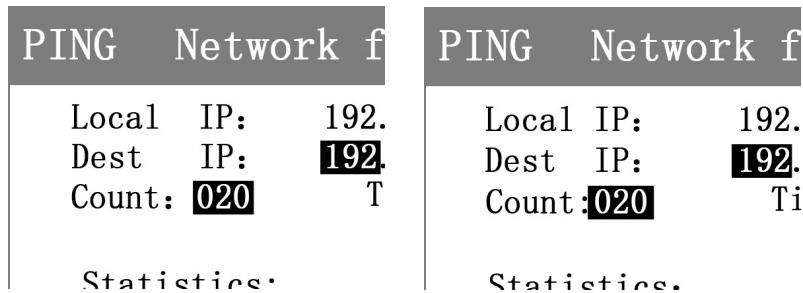 PING Network f
Local IP： 192.
Dest IP： 192.
Count：020 T
Statistics:
PING Network f
Local IP： 192.
Dest IP： 192.
Count:020 Ti
Statistics：